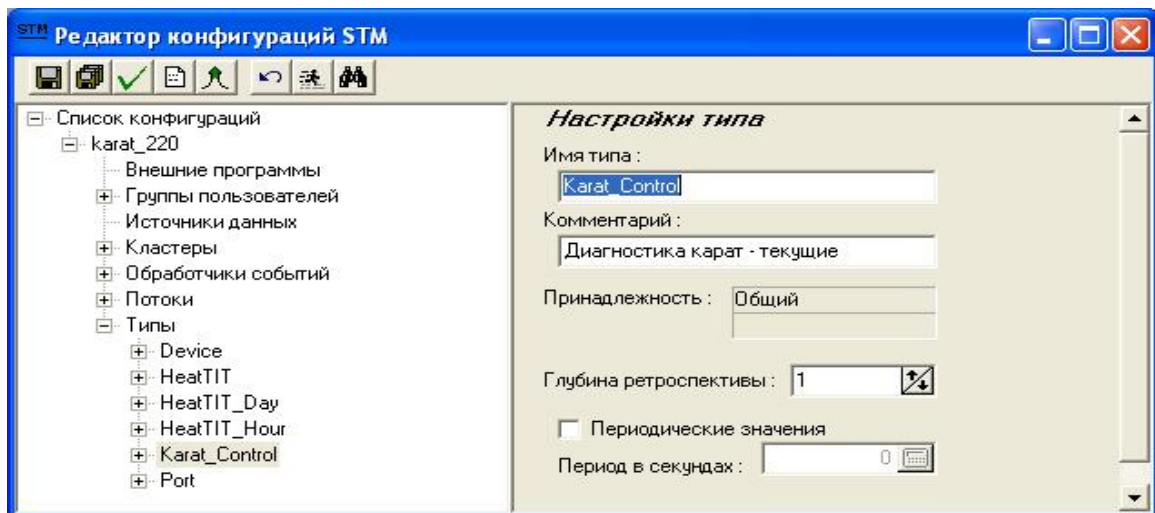 STM Редактор конфигураций STM
Список конфигураций
karat_220
Внешние программы
Группы пользователей
Источники данных
Кластеры
Обработчики событий
Потоки
Типы
Device
HeatTIT
HeatTIT_Day
HeatTIT_Hour
Karat_Control
Port
Настройки типа
Имя типа :
Karat_Control
Комментарий :
Диагностика карат - текущие
Принадлежность : Общий
Глубина ретроспективы : 1
Периодические значения
Период в секундах : 0